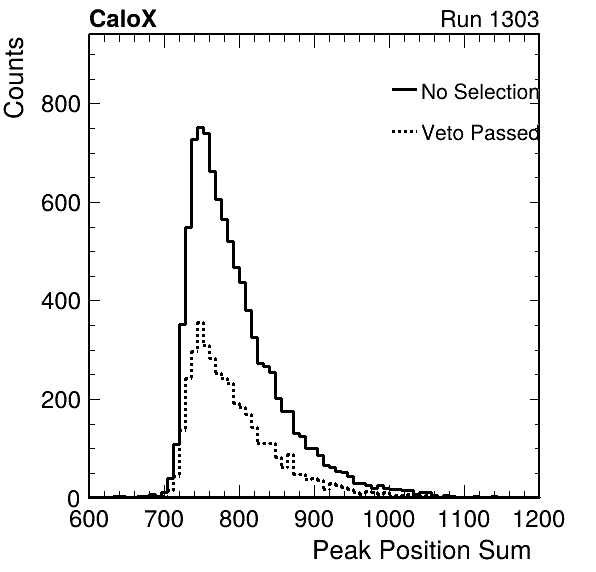 CaloX Run 1303
Counts
No Selection
Veto Passed
800
600
400
200
0
600 700 800 900 1000 1100 1200
Peak Position Sum